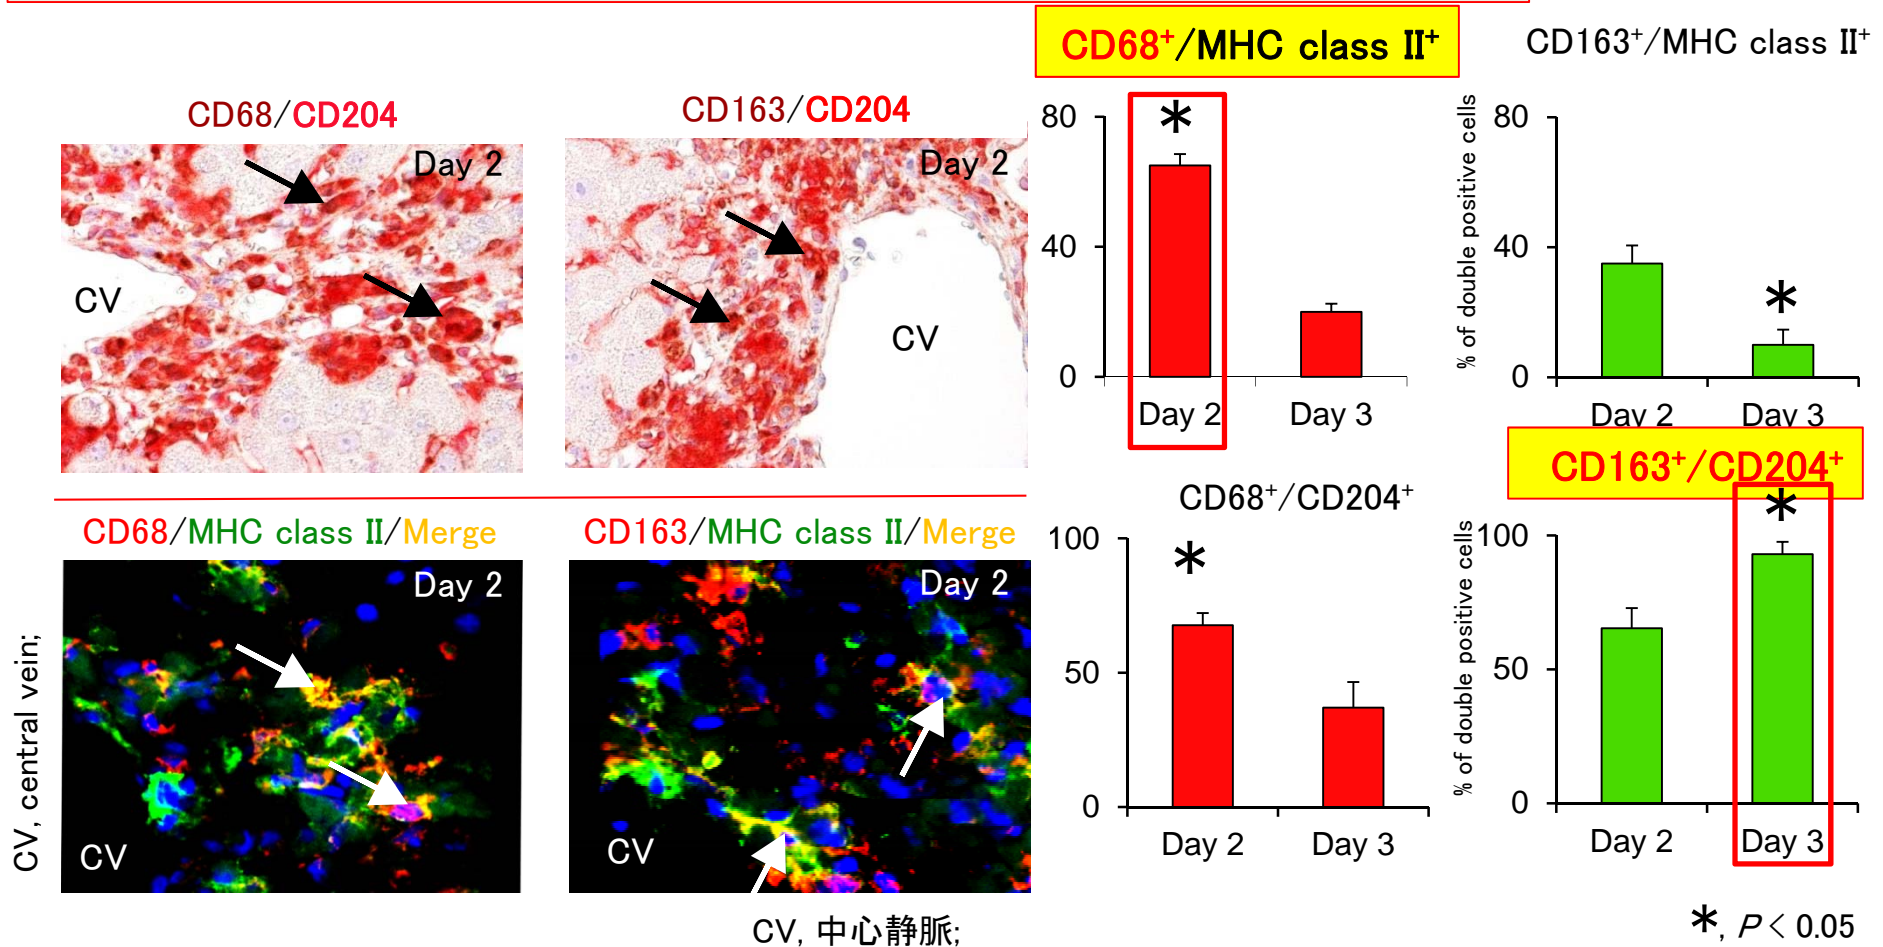 CD68⁺/MHC class II⁺
CD163⁺/MHC class II⁺
CD68/CD204
CD163/CD204
Day 2
CV
Day 2
CV
80
40
0
*
Day 2
Day 3
% of double positive cells
80
40
0
*
Day 2
Day 3
CD68/MHC class II/Merge
CD163/MHC class II/Merge
Day 2
CV
Day 2
CV
CV, central vein;
CD68⁺/CD204⁺
100
50
0
*
Day 2
Day 3
CD163⁺/CD204⁺
% of double positive cells
100
50
0
*
Day 2
Day 3
CV, 中心静脈;
*, P < 0.05